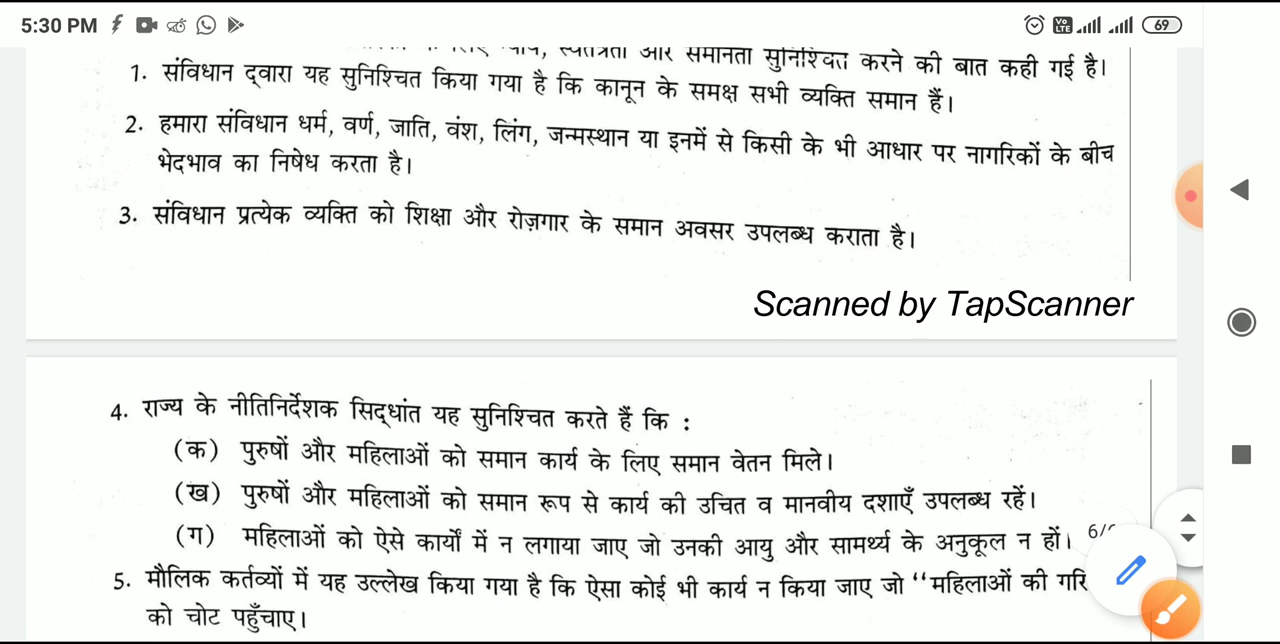 5:30 PM
Vo LTE
69
स्वतंत्रता और समानता सुनिश्चित करने की बात कही गई है।
1. संविधान द्वारा यह सुनिश्चित किया गया है कि कानून के समक्ष सभी व्यक्ति समान हैं।
2. हमारा संविधान धर्म, वर्ण, जाति, वंश, लिंग, जन्मस्थान या इनमें से किसी के भी आधार पर नागरिकों के बीच
भेदभाव का निषेध करता है।
3. संविधान प्रत्येक व्यक्ति को शिक्षा और रोज़गार के समान अवसर उपलब्ध कराता है।
Scanned by TapScanner
4. राज्य के नीतिनिर्देशक सिद्धांत यह सुनिश्चित करते हैं कि :
(क) पुरुषों और महिलाओं को समान कार्य के लिए समान वेतन मिले।
(ख) पुरुषों और महिलाओं को समान रूप से कार्य की उचित व मानवीय दशाएँ उपलब्ध रहें।
(ग) महिलाओं को ऐसे कार्यों में न लगाया जाए जो उनकी आयु और सामर्थ्य के अनुकूल न हों।
5. मौलिक कर्तव्यों में यह उल्लेख किया गया है कि ऐसा कोई भी कार्य न किया जाए जो "महिलाओं की गरि
को चोट पहुँचाए।